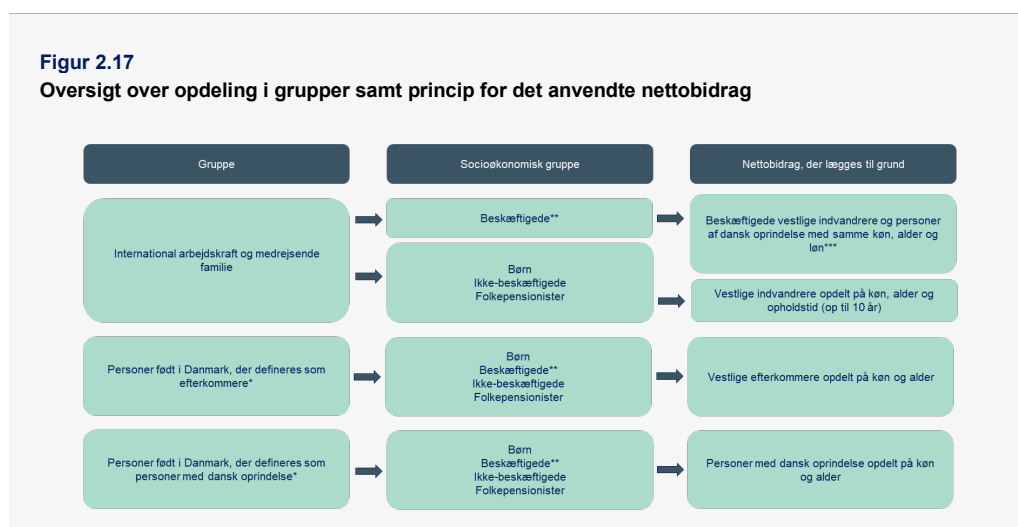 Figur 2.17
Oversigt over opdeling i grupper samt princip for det anvendte nettobidrag
Gruppe
Socioøkonomisk gruppe
Nettobidrag, der lægges til grund
International arbejdskraft og medrejsende
familie
Beskæftigede**
Beskæftigede vestlige indvandrere og personer
af dansk oprindelse med samme køn, alder og
løn***
Børn
Ikke-beskæftigede
Folkepensionister
Vestlige indvandrere opdelt på køn, alder og
opholdstid (op til 10 år)
Personer født i Danmark, der defineres som
efterkommere*
Børn
Beskæftigede**
Ikke-beskæftigede
Folkepensionister
Vestlige efterkommere opdelt på køn og alder
Personer født i Danmark, der defineres som
personer med dansk oprindelse*
Børn
Beskæftigede**
Ikke-beskæftigede
Folkepensionister
Personer med dansk oprindelse opdelt på køn
og alder